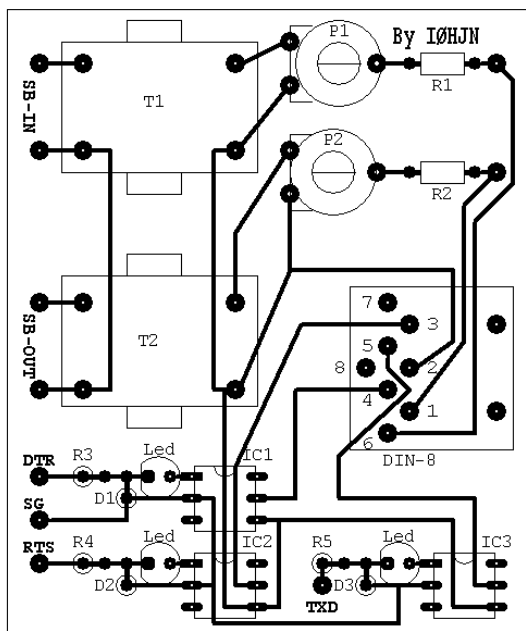 P1
By IØHJN
SB-IN
T1
R1
P2
R2
SB-OUT
T2
7
3
5
8
2
4
1
6
DIN-8
DTR
R3
Led
IC1
SG
D1
RTS
R4
Led
IC2
D2
R5
Led
IC3
D3
TXD